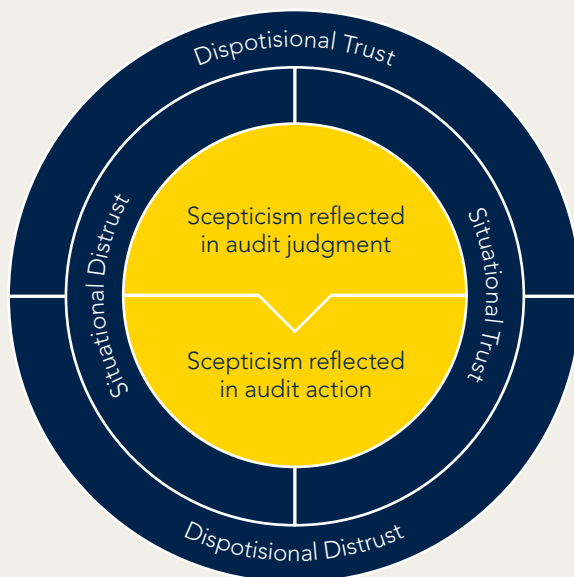 Dispotisional Trust
Situational Distrust
Scepticism reflected
in audit judgment
Situational Trust
Scepticism reflected
in audit action
Dispotisional Distrust